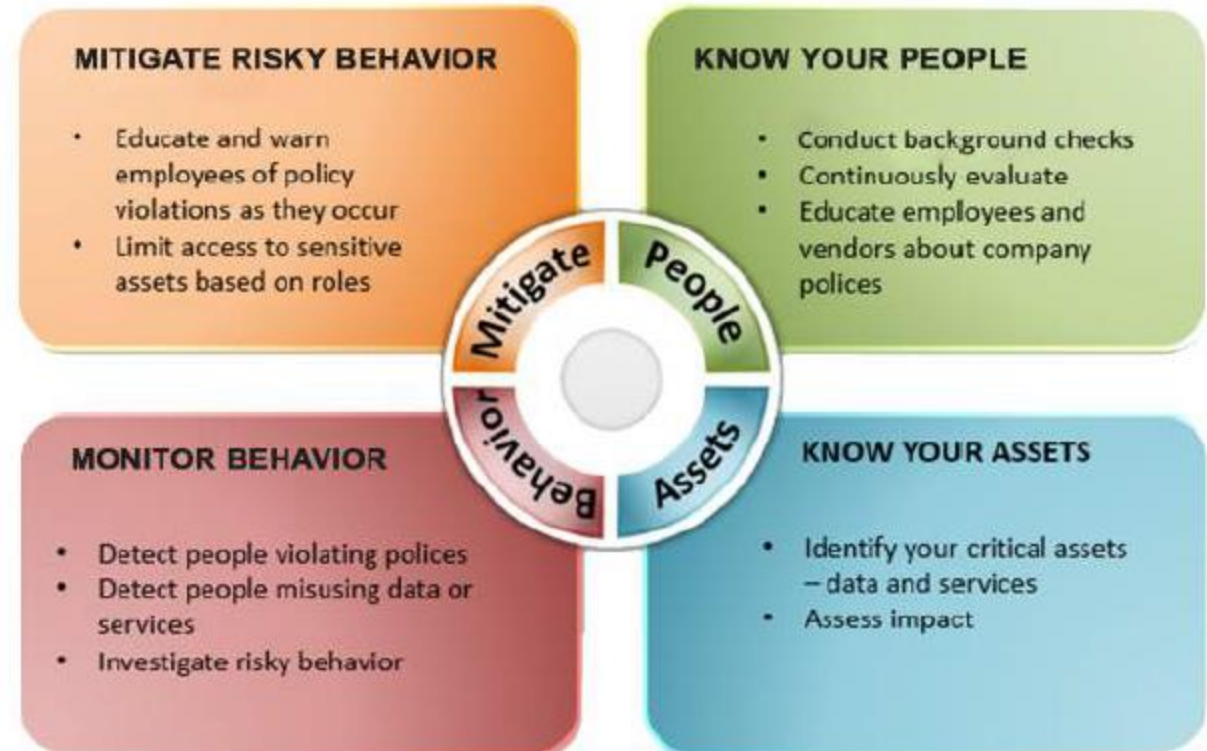 MITIGATE RISKY BEHAVIOR
• Educate and warn
employees of policy
violations as they occur
• Limit access to sensitive
assets based on roles
KNOW YOUR PEOPLE
• Conduct background checks
• Continuously evaluate
• Educate employees and
vendors about company
polices
Mitigate
People
Behavior
Assets
MONITOR BEHAVIOR
• Detect people violating polices
• Detect people misusing data or
services
• Investigate risky behavior
KNOW YOUR ASSETS
• Identify your critical assets
– data and services
• Assess impact